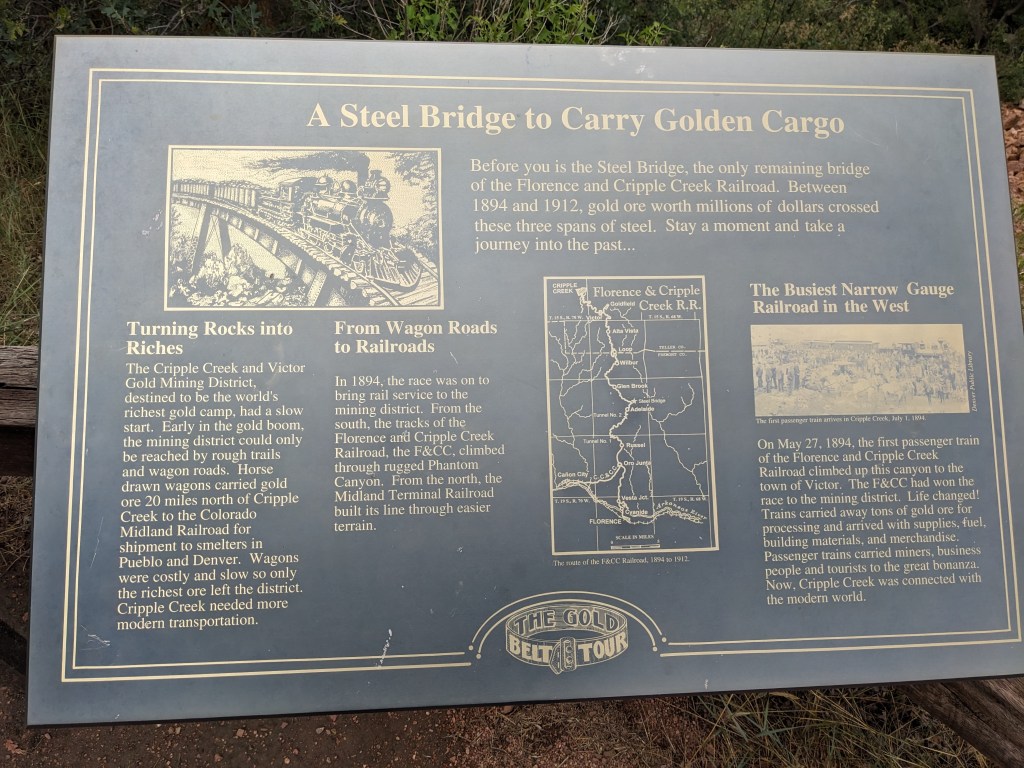 A Steel Bridge to Carry Golden Cargo
Before you is the Steel Bridge, the only remaining bridge
of the Florence and Cripple Creek Railroad. Between
1894 and 1912, gold ore worth millions of dollars crossed
these three spans of steel. Stay a moment and take a
journey into the past...
Turning Rocks into
Riches
The Cripple Creek and Victor
Gold Mining District,
destined to be the world's
richest gold camp, had a slow
start. Early in the gold boom,
the mining district could only
be reached by rough trails
and wagon roads. Horse
drawn wagons carried gold
ore 20 miles north of Cripple
Creek to the Colorado
Midland Railroad for
shipment to smelters in
Pueblo and Denver. Wagons
were costly and slow so only
the richest ore left the district.
Cripple Creek needed more
modern transportation.
From Wagon Roads
to Railroads
In 1894, the race was on to
bring rail service to the
mining district. From the
south, the tracks of the
Florence and Cripple Creek
Railroad, the F&CC, climbed
through rugged Phantom
Canyon. From the north, the
Midland Terminal Railroad
built its line through easier
terrain.
CRIPPLE
CREEK
Florence & Cripple
Creek R.R.
Goldfield
Victor
Alta Vista
TELLER CO.
FREMONT CO.
Loop
Wilbur
Glen Brook
Steel Bridge
Adelaide
Tunnel No. 2
Tunnel No.
Russel
Oro Junta
Cañon City
Vesta Jct.
Cyanide
FLORENCE
Arkansas River
SCALE IN MILES
The route of the F&CC Railroad, 1894 to 1912.
The Busiest Narrow Gauge
Railroad in the West
Denver Public Library
The first passenger train arrives in Cripple Creek, July 1, 1894.
On May 27, 1894, the first passenger train
of the Florence and Cripple Creek
Railroad climbed up this canyon to the
town of Victor. The F&CC had won the
race to the mining district. Life changed!
Trains carried away tons of gold ore for
processing and arrived with supplies, fuel,
building materials, and merchandise.
Passenger trains carried miners, business
people and tourists to the great bonanza.
Now, Cripple Creek was connected with
the modern world.
THE GOLD
BELT TOUR